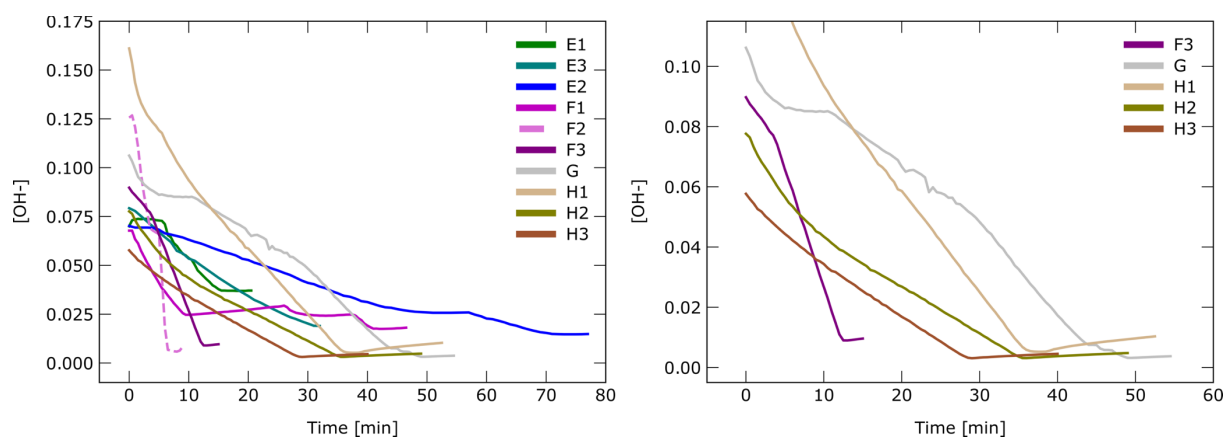 0.175
0.150
0.125
0.100
0.075
0.050
0.025
0.000
[OH-]
0 10 20 30 40 50 60 70 80
Time [min]
E1
E3
E2
F1
F2
F3
G
H1
H2
H3
0.10
0.08
0.06
0.04
0.02
0.00
[OH-]
0 10 20 30 40 50 60
Time [min]
F3
G
H1
H2
H3